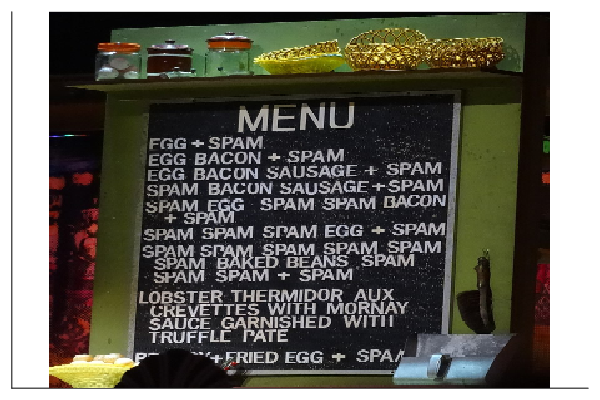 MENU
EGG + SPAM
EGG BACON + SPAM
EGG BACON SAUSAGE + SPAM
SPAM BACON SAUSAGE + SPAM
SPAM EGG SPAM SPAM BACON
+ SPAM
SPAM SPAM SPAM EGG + SPAM
SPAM SPAM SPAM SPAM SPAM SPAM
SPAM BAKED BEANS SPAM
SPAM SPAM + SPAM
LOBSTER THERMIDOR AUX
CREVETTES WITH MORNAY
SAUCE GARNISHED WITH
TRUFFLE PATE
+ FRIED EGG + SPAM